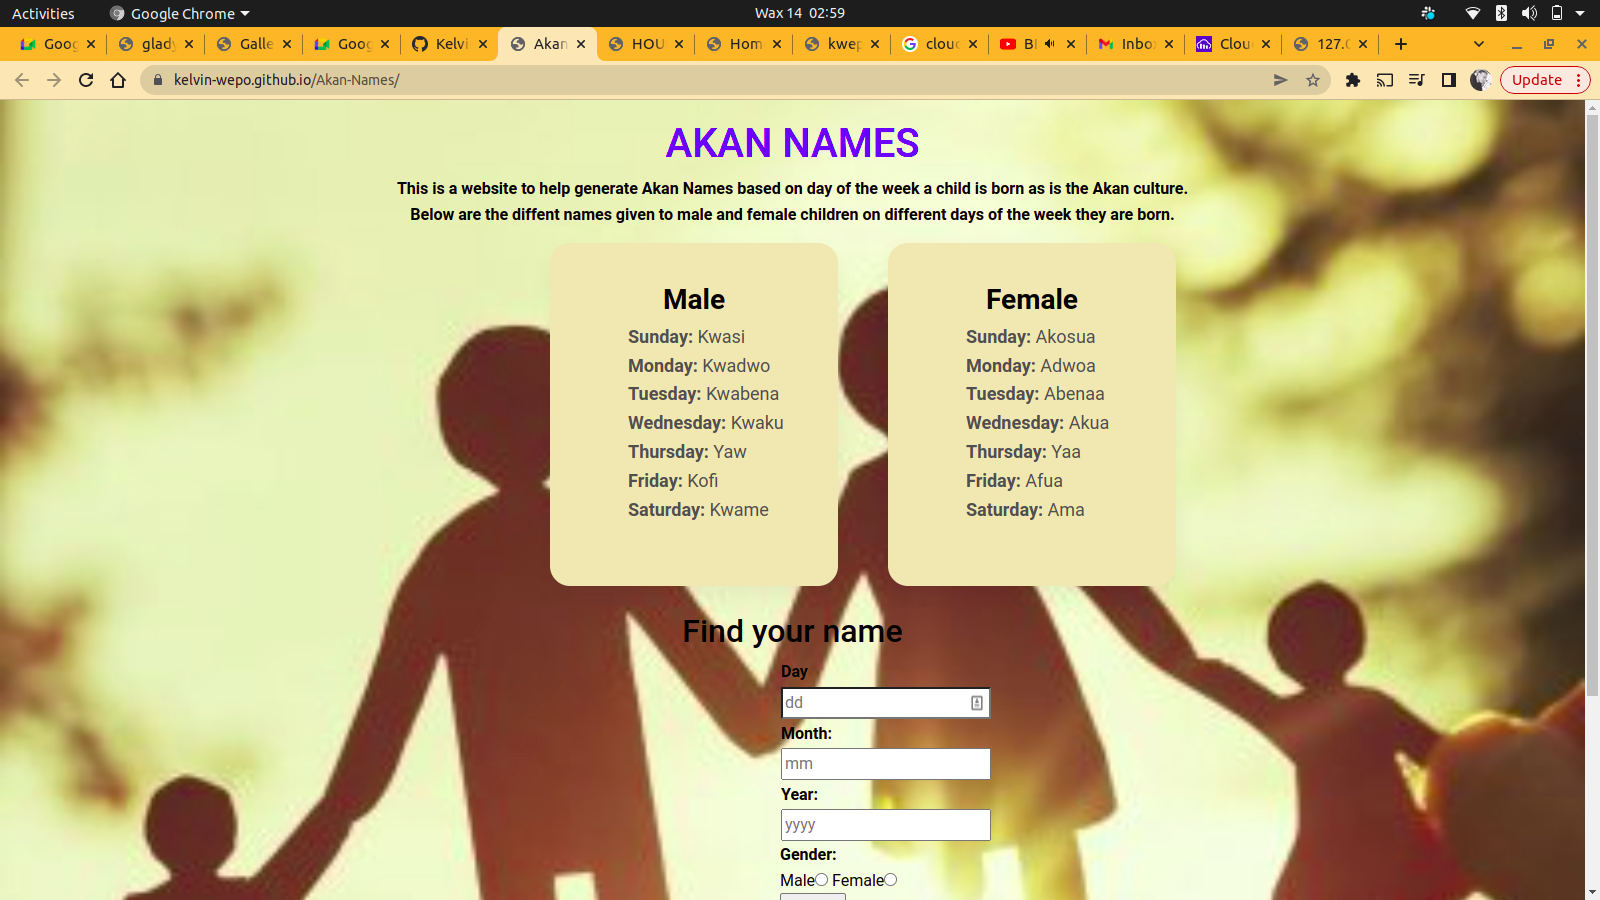 Activities
Google Chrome
Wax 14 02:59
Goog
glady
Galle
Goog
Kelvi
Akan
HOU
Hom
kwep
clouc
Bl
Inbo
Clou
127.0
kelvin-wepo.github.io/Akan-Names/
Update
AKAN NAMES
This is a website to help generate Akan Names based on day of the week a child is born as is the Akan culture.
Below are the diffent names given to male and female children on different days of the week they are born.
Male
Sunday: Kwasi
Monday: Kwadwo
Tuesday: Kwabena
Wednesday: Kwaku
Thursday: Yaw
Friday: Kofi
Saturday: Kwame
Female
Sunday: Akosua
Monday: Adwoa
Tuesday: Abenaa
Wednesday: Akua
Thursday: Yaa
Friday: Afua
Saturday: Ama
Find your name
Day
dd
Month:
mm
Year:
yyyy
Gender:
Male Female